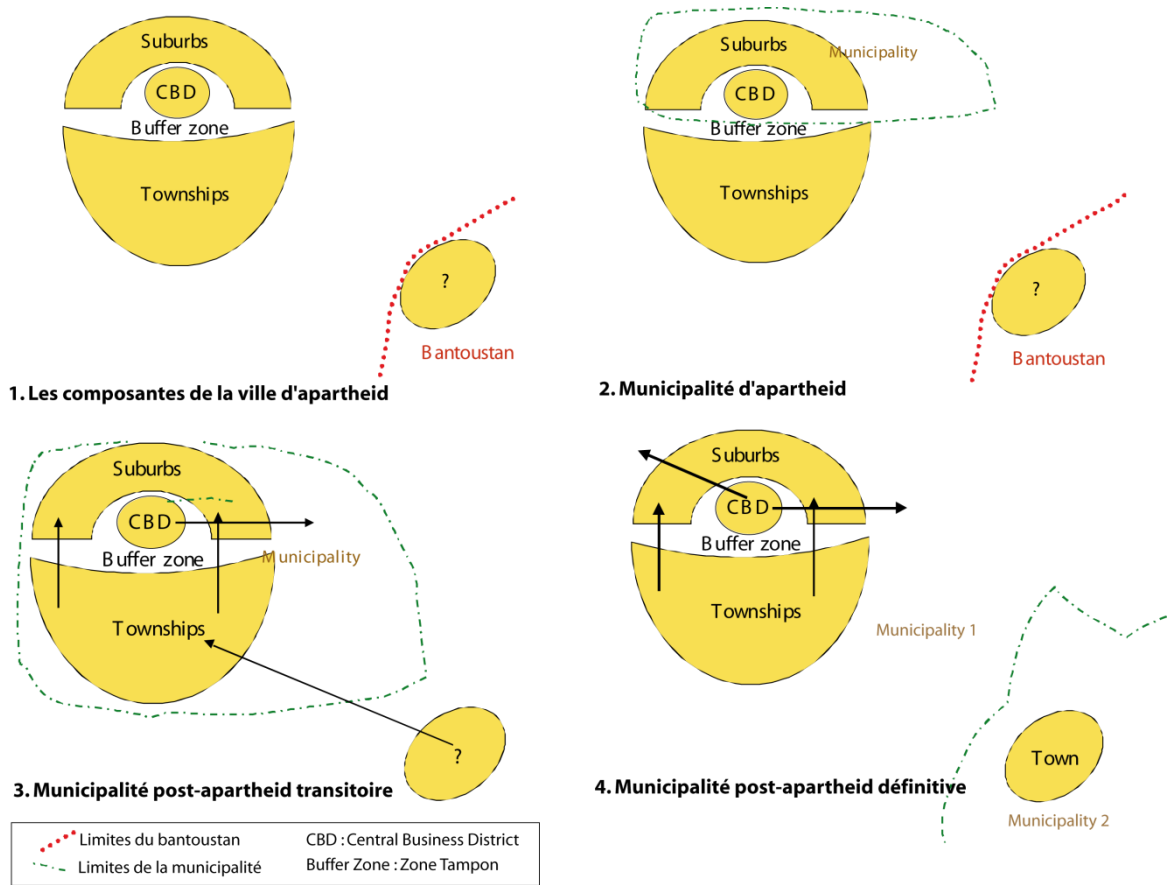 Suburbs
CBD
Buffer zone
Townships
?
Bantoustan
1. Les composantes de la ville d'apartheid
Suburbs
Municipality
CBD
Buffer zone
Townships
?
Bantoustan
2. Municipalité d'apartheid
Suburbs
CBD
Buffer zone
Municipality
Townships
?
3. Municipalité post-apartheid transitoire
Suburbs
CBD
Buffer zone
Townships
Municipality 1
Town
4. Municipalité post-apartheid définitive
Municipality 2
Limites du bantoustan
CBD : Central Business District
Limites de la municipalité
Buffer Zone : Zone Tampon